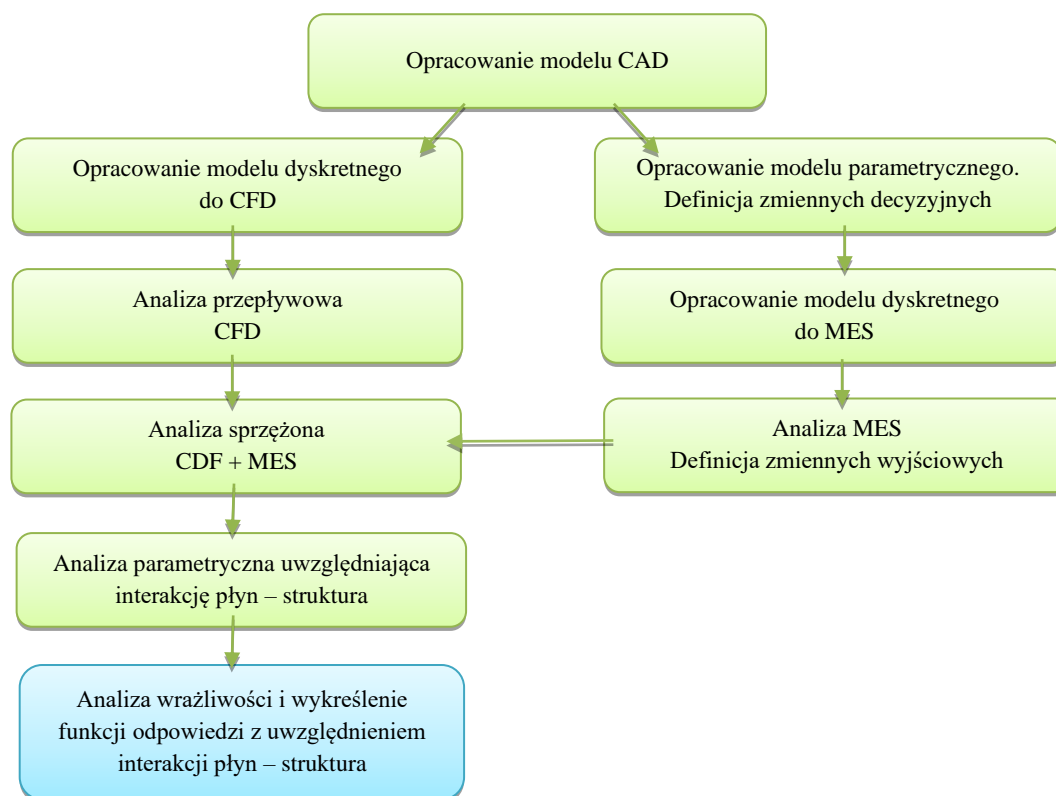 Opracowanie modelu CAD
Opracowanie modelu dyskretnego
do CFD
Opracowanie modelu parametrycznego.
Definicja zmiennych decyzyjnych
Analiza przepływowa
CFD
Opracowanie modelu dyskretnego
do MES
Analiza sprzężona
CDF + MES
Analiza MES
Definicja zmiennych wyjściowych
Analiza parametryczna uwzględniająca
interakcję płyn – struktura
Analiza wrażliwości i wykreślenie
funkcji odpowiedzi z uwzględnieniem
interakcji płyn – struktura